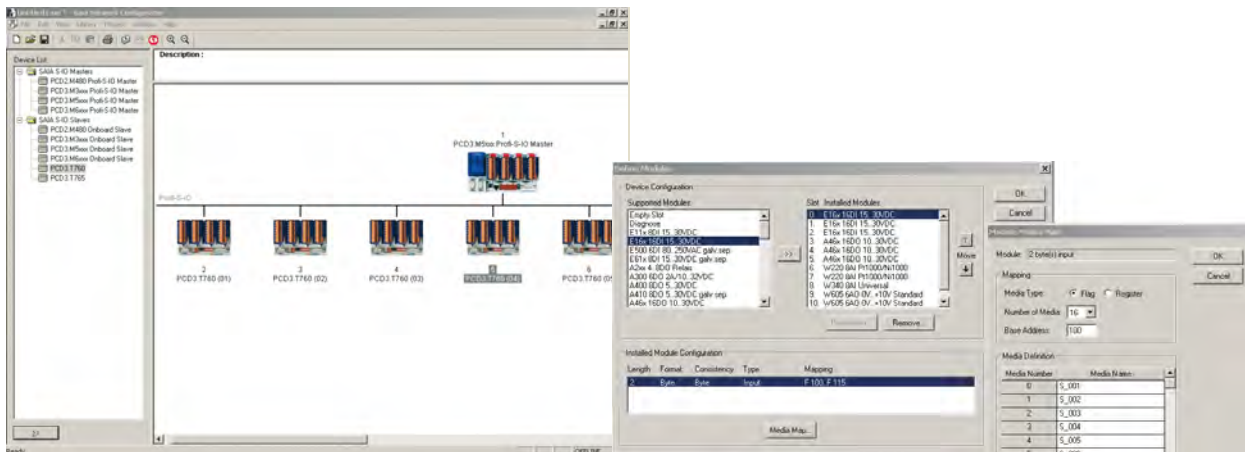 File Edit View Library Project Window Help
Description :
Device List
SAIA S-IO Masters
PCD2.M480 Profi-S-IO Master
PCD3.M3xxx Profi-S-IO Master
PCD3.M5xxx Profi-S-IO Master
PCD3.M6xxx Profi-S-IO Master
SAIA S-IO Slaves
PCD2.M480 Onboard Slave
PCD3.M3xxx Onboard Slave
PCD3.M5xxx Onboard Slave
PCD3.M6xxx Onboard Slave
PCD3.T760
PCD3.T765
1
PCD3.M5xxx Profi-S-IO Master
Profi-S-IO
2
PCD3.T760 (01)
3
PCD3.T760 (02)
4
PCD3.T760 (03)
5
PCD3.T760 (04)
6
PCD3.T760
>>
Ready
OFFLINE
Device Configuration
Supported Modules:
Empty Slot
Diagnose
E11x 8DI 15..30VDC
E16x 16DI 15..30VDC
E500 6DI 80..250VAC galv.sep.
E61x 8DI 15..30VDC galv.sep.
A2xx 4..8DO Relais
A300 6DO 2A/10..32VDC
A400 8DO 5..30VDC
A410 8DO 5..30VDC galv.sep.
A46x 16DO 10..30VDC
>>
Slot Installed Modules:
0. E16x 16DI 15..30VDC
1. E16x 16DI 15..30VDC
2. E16x 16DI 15..30VDC
3. A46x 16DO 10..30VDC
4. A46x 16DO 10..30VDC
5. A46x 16DO 10..30VDC
6. W220 8AI Pt1000/Ni1000
7. W220 8AI Pt1000/Ni1000
8. W340 8AI Universal
9. W605 6AO 0V..+10V Standard
10. W605 6AO 0V..+10V Standard
Move
Remove...
OK
Cancel
Installed Module Configuration
Length Format Consistency Type Mapping
2 Byte Byte Input F 100..F 115
Media Map...
Module: 2 byte(s) input
OK
Cancel
Mapping
Media Type: Flag Register
Number of Media: 16
Base Address: 100
Media Definition
Media Number Media Name
0 S_001
1 S_002
2 S_003
3 S_004
4 S_005